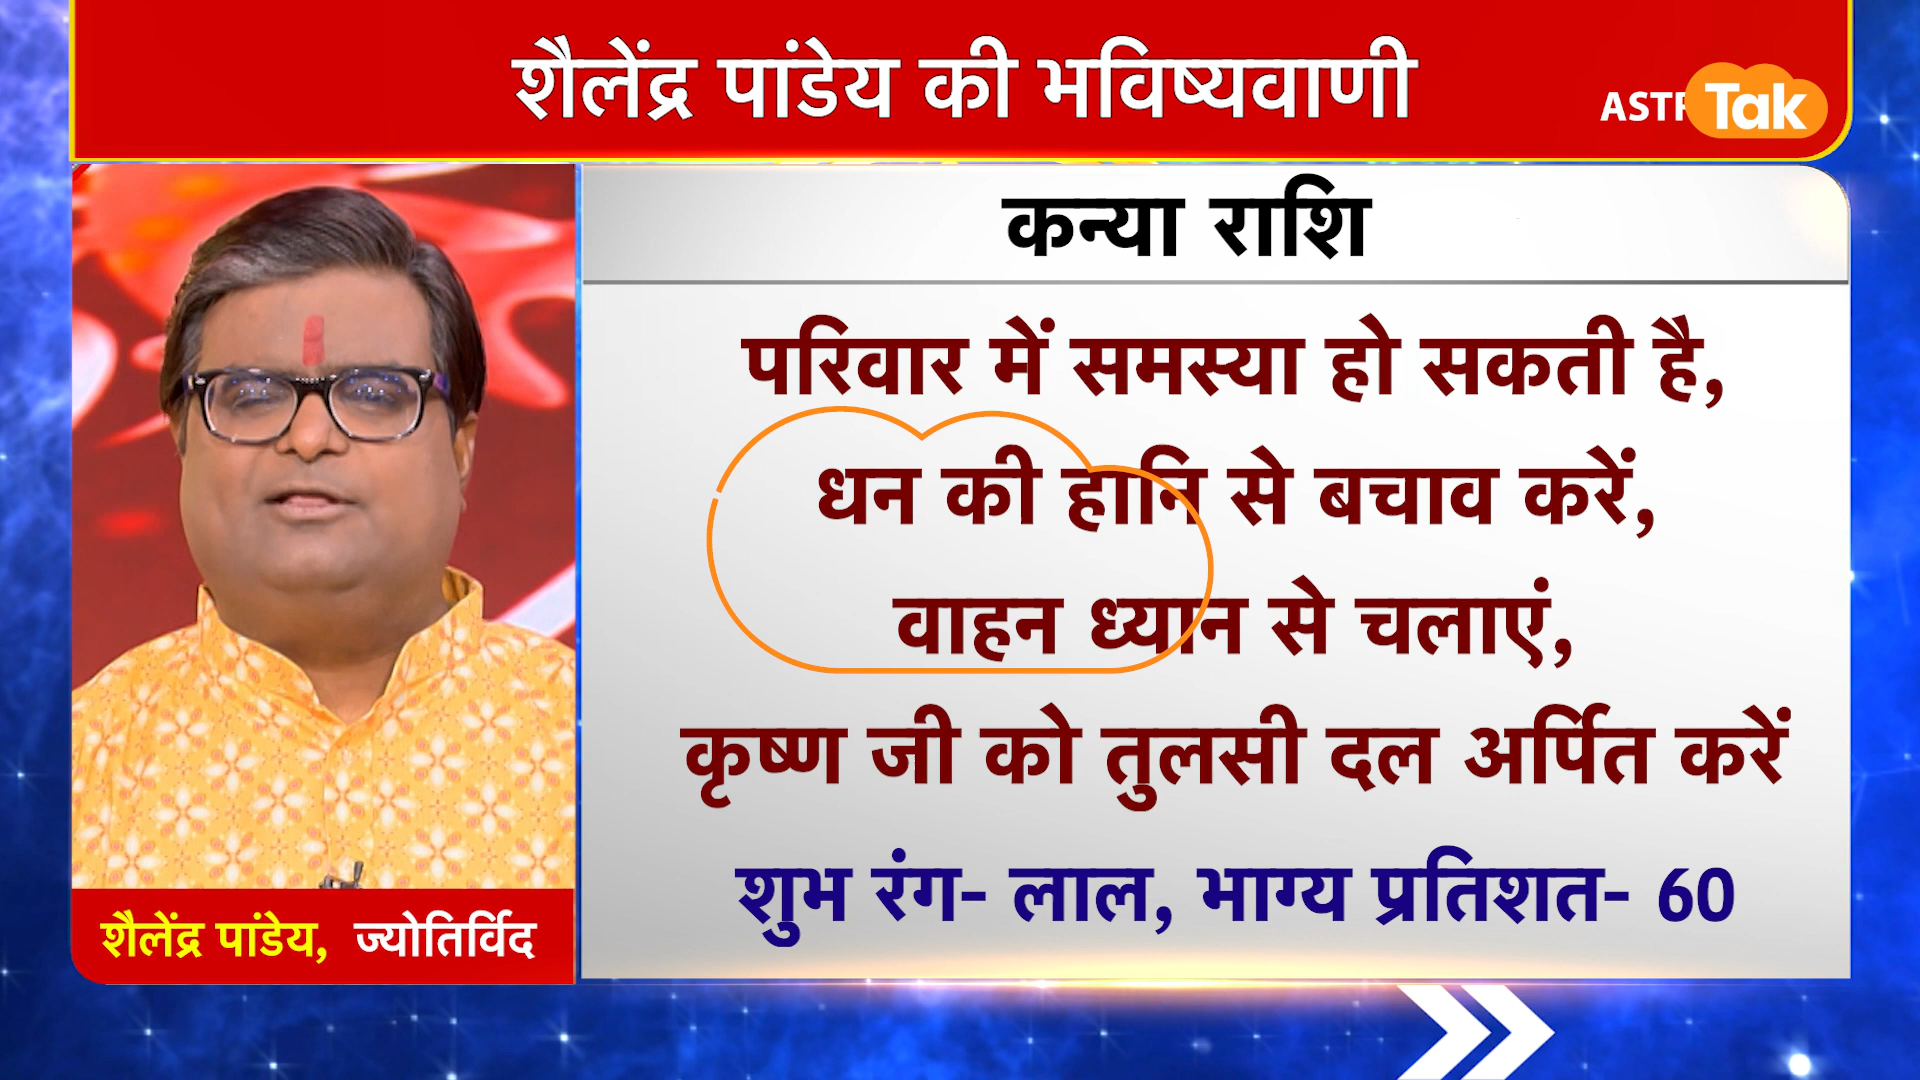 शैलेंद्र पांडेय की भविष्यवाणी
ASTR Tak
कन्या राशि
परिवार में समस्या हो सकती है,
धन की हानि से बचाव करें,
वाहन ध्यान से चलाएं,
कृष्ण जी को तुलसी दल अर्पित करें
शुभ रंग- लाल, भाग्य प्रतिशत- 60
शैलेंद्र पांडेय, ज्योतिर्विद